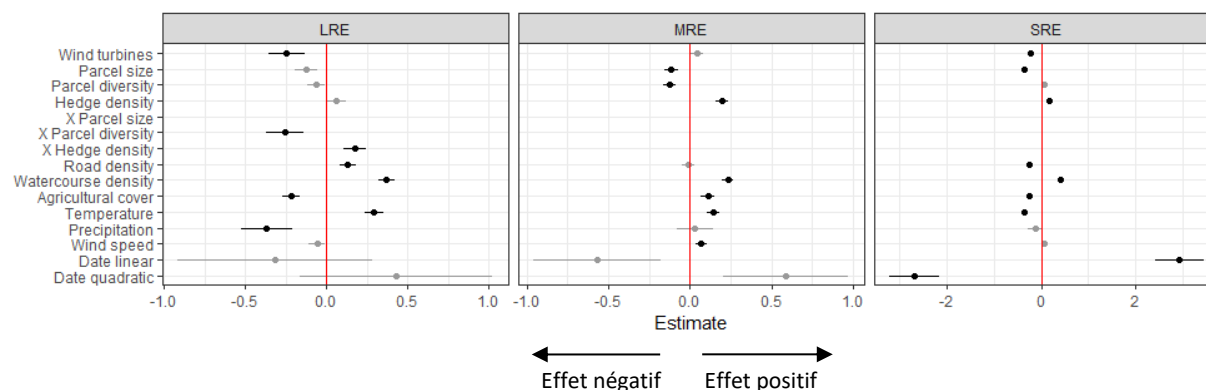 LRE MRE SRE
Wind turbines
Parcel size
Parcel diversity
Hedge density
X Parcel size
X Parcel diversity
X Hedge density
Road density
Watercourse density
Agricultural cover
Temperature
Precipitation
Wind speed
Date linear
Date quadratic
-1.0 -0.5 0.0 0.5 1.0 -1.0 -0.5 0.0 0.5 1.0 -2 0 2
Estimate
Effet négatif Effet positif